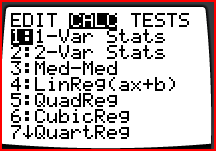 EDIT CALC TESTS
1:1-Var Stats
2:2-Var Stats
3:Med-Med
4:LinReg(ax+b)
5:QuadReg
6:CubicReg
7↓QuartReg